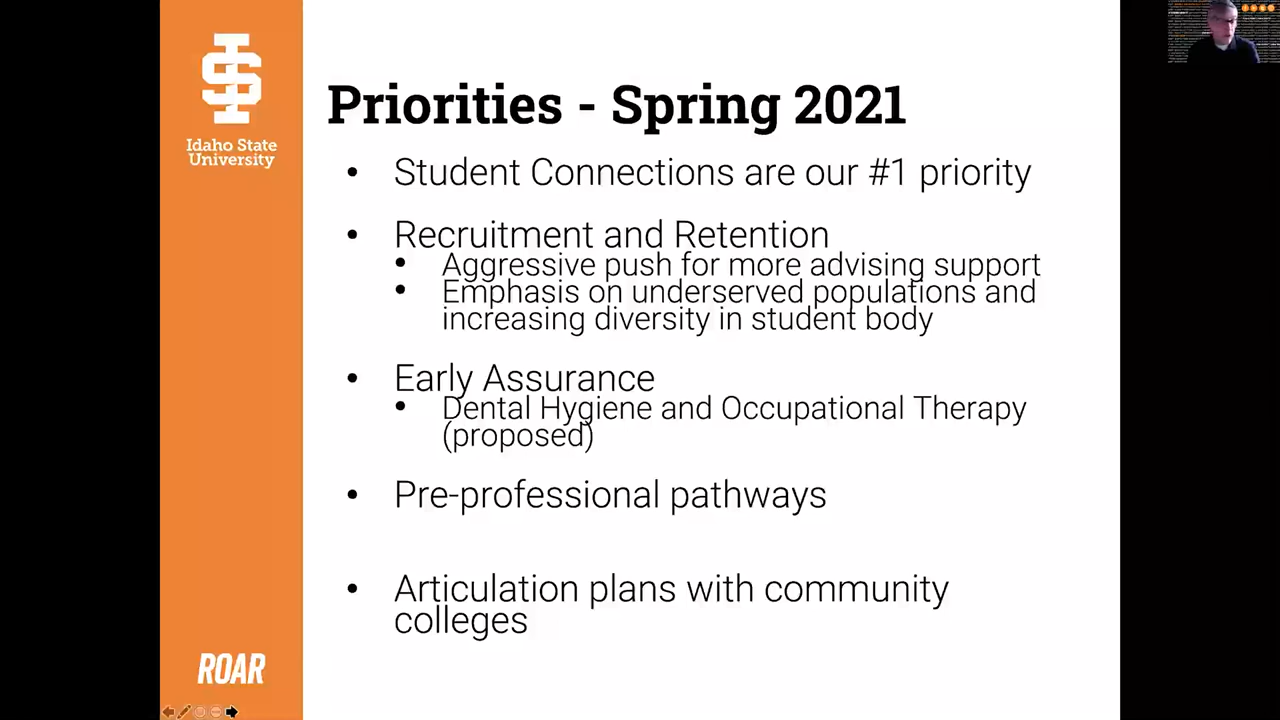 Idaho State
University
Priorities - Spring 2021
• Student Connections are our #1 priority
• Recruitment and Retention
• Aggressive push for more advising support
• Emphasis on underserved populations and
increasing diversity in student body
• Early Assurance
• Dental Hygiene and Occupational Therapy
(proposed)
• Pre-professional pathways
• Articulation plans with community
colleges
ROAR